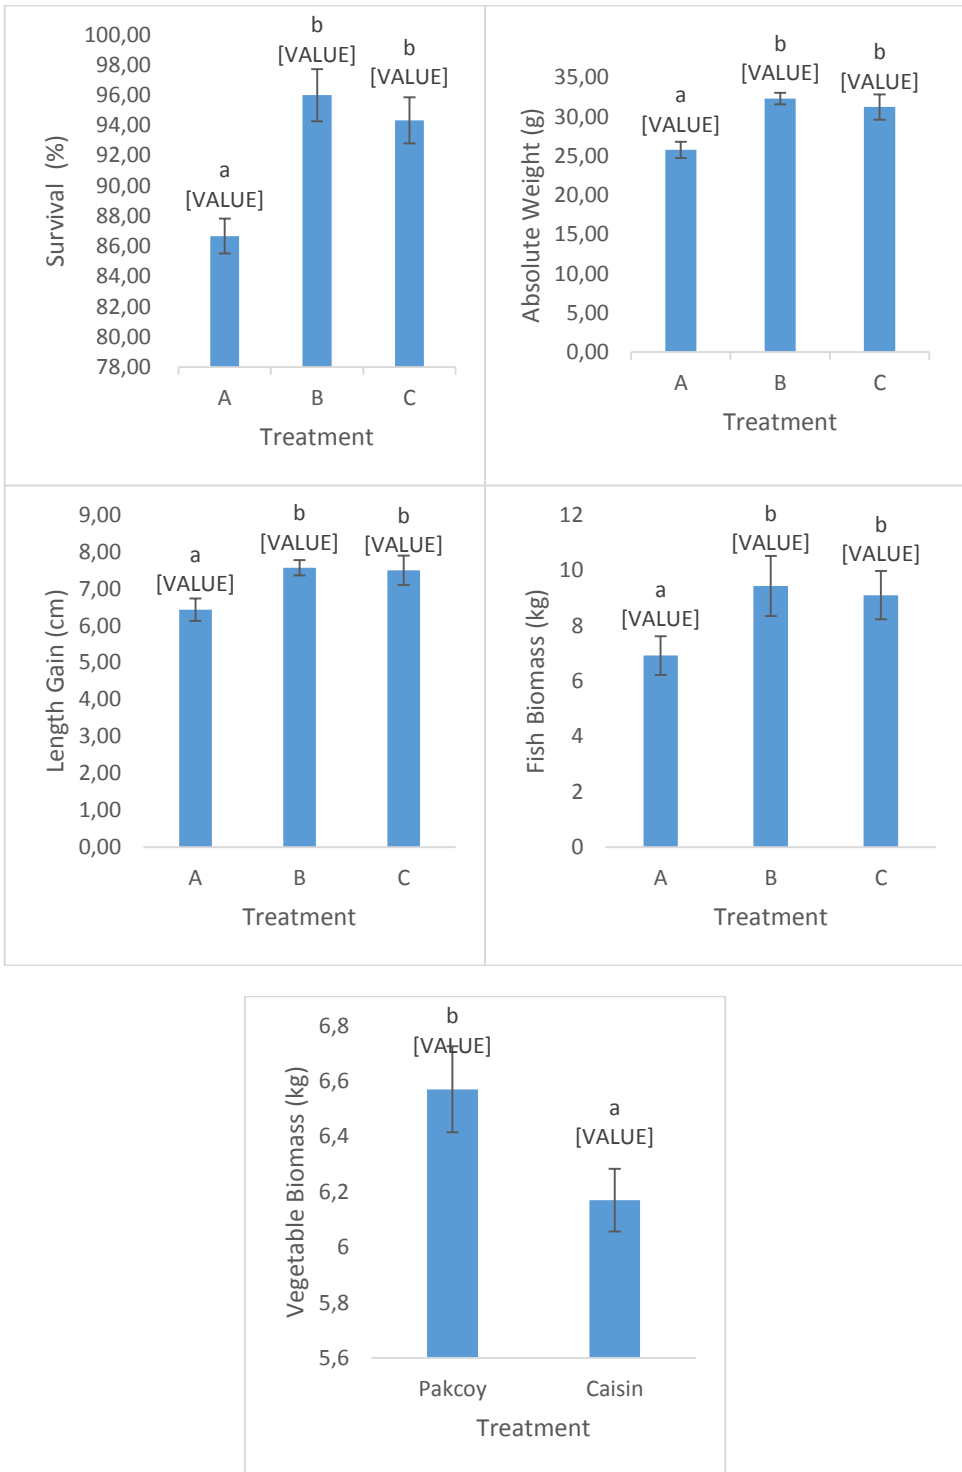 Survival (%)
100,00
98,00
96,00
94,00
92,00
90,00
88,00
86,00
84,00
82,00
80,00
78,00
a
[VALUE]
b
[VALUE]
b
[VALUE]
A B C
Treatment
Absolute Weight (g)
35,00
30,00
25,00
20,00
15,00
10,00
5,00
0,00
a
[VALUE]
b
[VALUE]
b
[VALUE]
A B C
Treatment
Length Gain (cm)
9,00
8,00
7,00
6,00
5,00
4,00
3,00
2,00
1,00
0,00
a
[VALUE]
b
[VALUE]
b
[VALUE]
A B C
Treatment
Fish Biomass (kg)
12
10
8
6
4
2
0
a
[VALUE]
b
[VALUE]
b
[VALUE]
A B C
Treatment
Vegetable Biomass (kg)
6,8
6,6
6,4
6,2
6
5,8
5,6
b
[VALUE]
a
[VALUE]
Pakcoy Caisin
Treatment